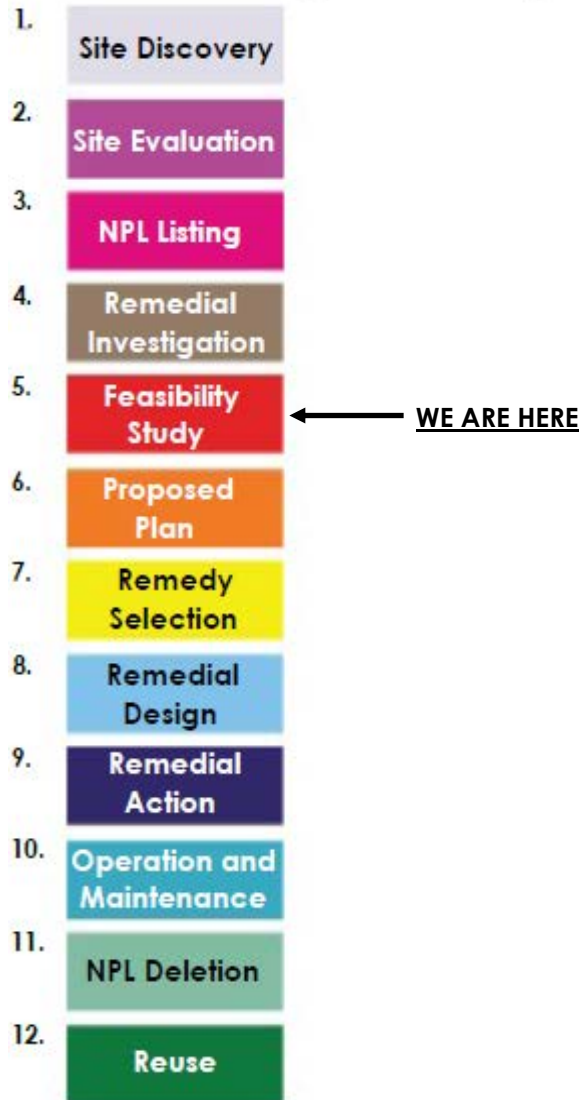 1.
Site Discovery
2.
Site Evaluation
3.
NPL Listing
4.
Remedial
Investigation
5.
Feasibility
Study
WE ARE HERE
6.
Proposed
Plan
7.
Remedy
Selection
8.
Remedial
Design
9.
Remedial
Action
10.
Operation and
Maintenance
11.
NPL Deletion
12.
Reuse